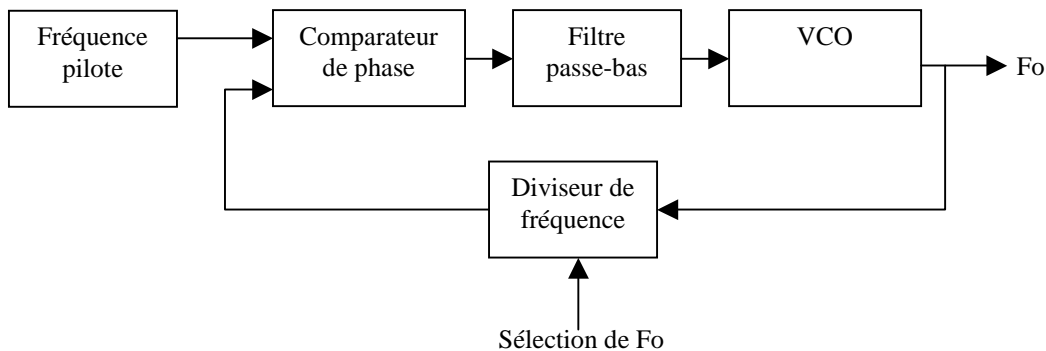 Fréquence
pilote
Comparateur
de phase
Filtre
passe-bas
VCO
Fo
Diviseur de
fréquence
Sélection de Fo